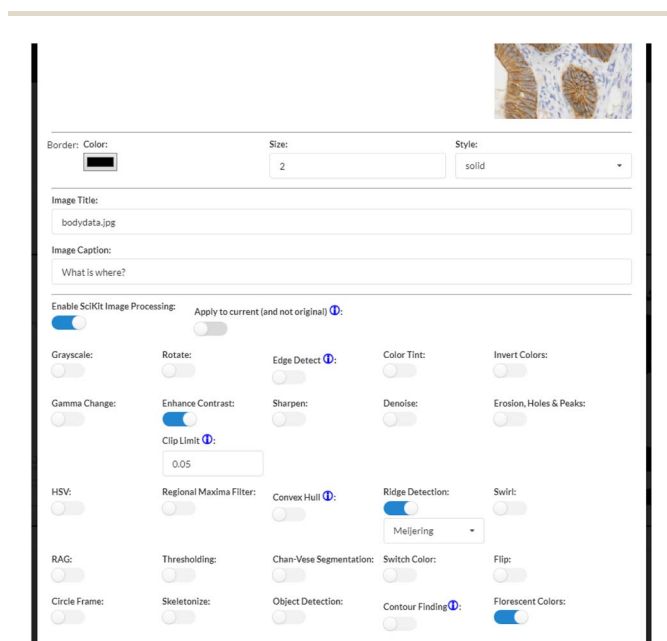 Border: Color: Size: Style:
2 solid
Image Title:
bodydata.jpg
Image Caption:
What is where?
Enable SciKit Image Processing: Apply to current (and not original) ⓘ:
Grayscale: Rotate: Edge Detect ⓘ: Color Tint: Invert Colors:
Gamma Change: Enhance Contrast: Sharpen: Denoise: Erosion, Holes & Peaks:
Clip Limit ⓘ:
0.05
HSV: Regional Maxima Filter: Convex Hull ⓘ: Ridge Detection: Swirl:
Meijering
RAG: Thresholding: Chan-Vese Segmentation: Switch Color: Flip:
Circle Frame: Skeletonize: Object Detection: Contour Finding ⓘ: Florescent Colors: